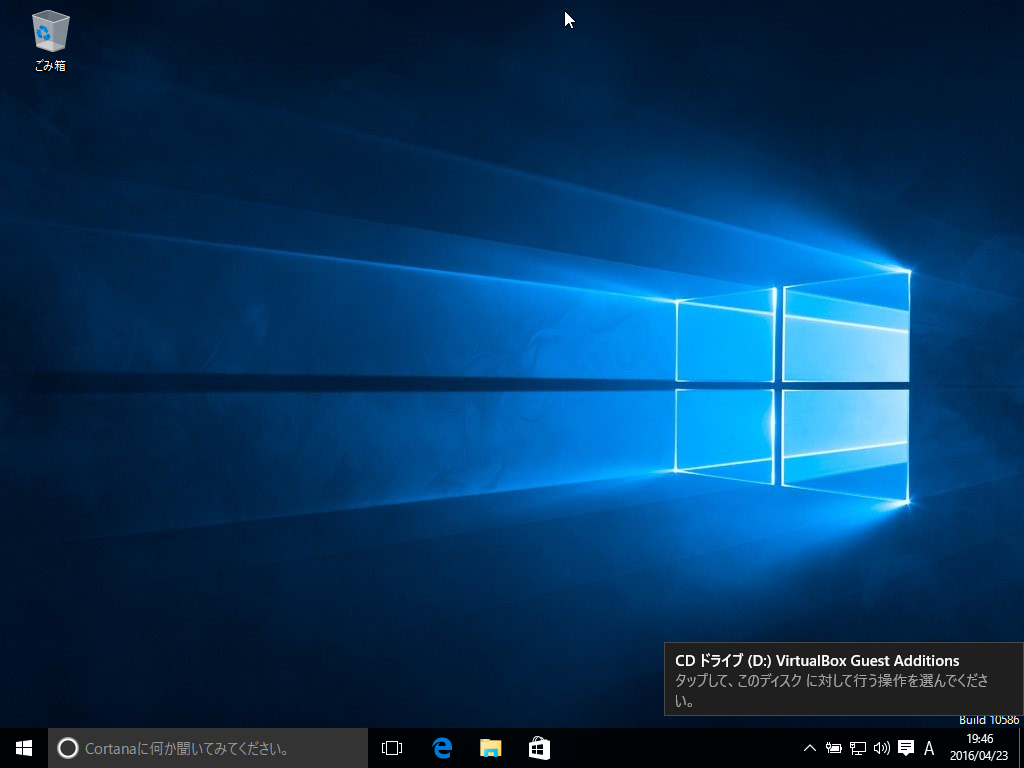 ごみ箱
CD ドライブ (D:) VirtualBox Guest Additions
タップして、このディスク に対して行う操作を選んでくださ
い。
Build 10586
Cortanaに何か聞いてみてください。
A
19:46
2016/04/23